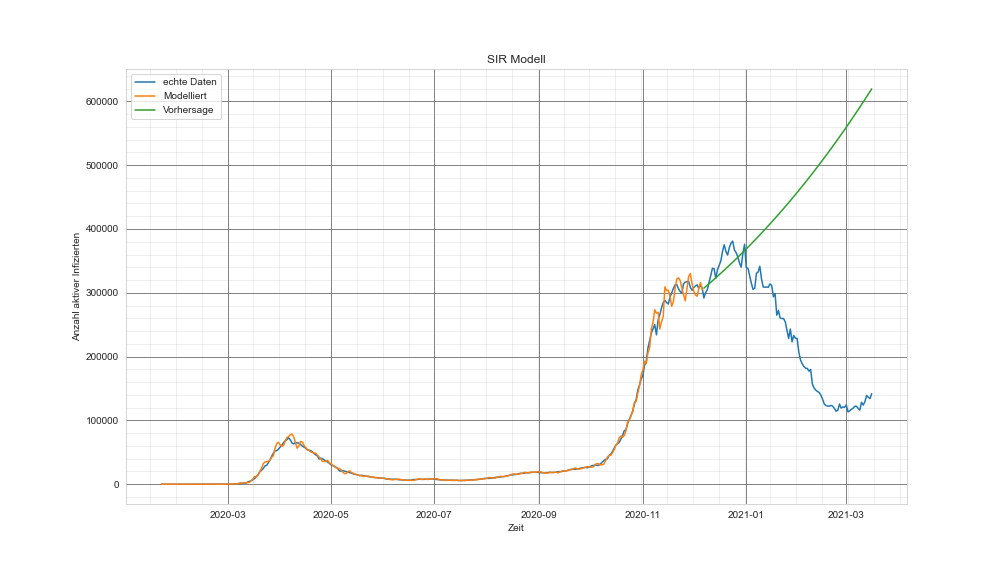 SIR Modell
echte Daten
Modelliert
Vorhersage
600000
500000
400000
300000
200000
100000
0
Anzahl aktiver Infizierten
2020-03 2020-05 2020-07 2020-09 2020-11 2021-01 2021-03
Zeit